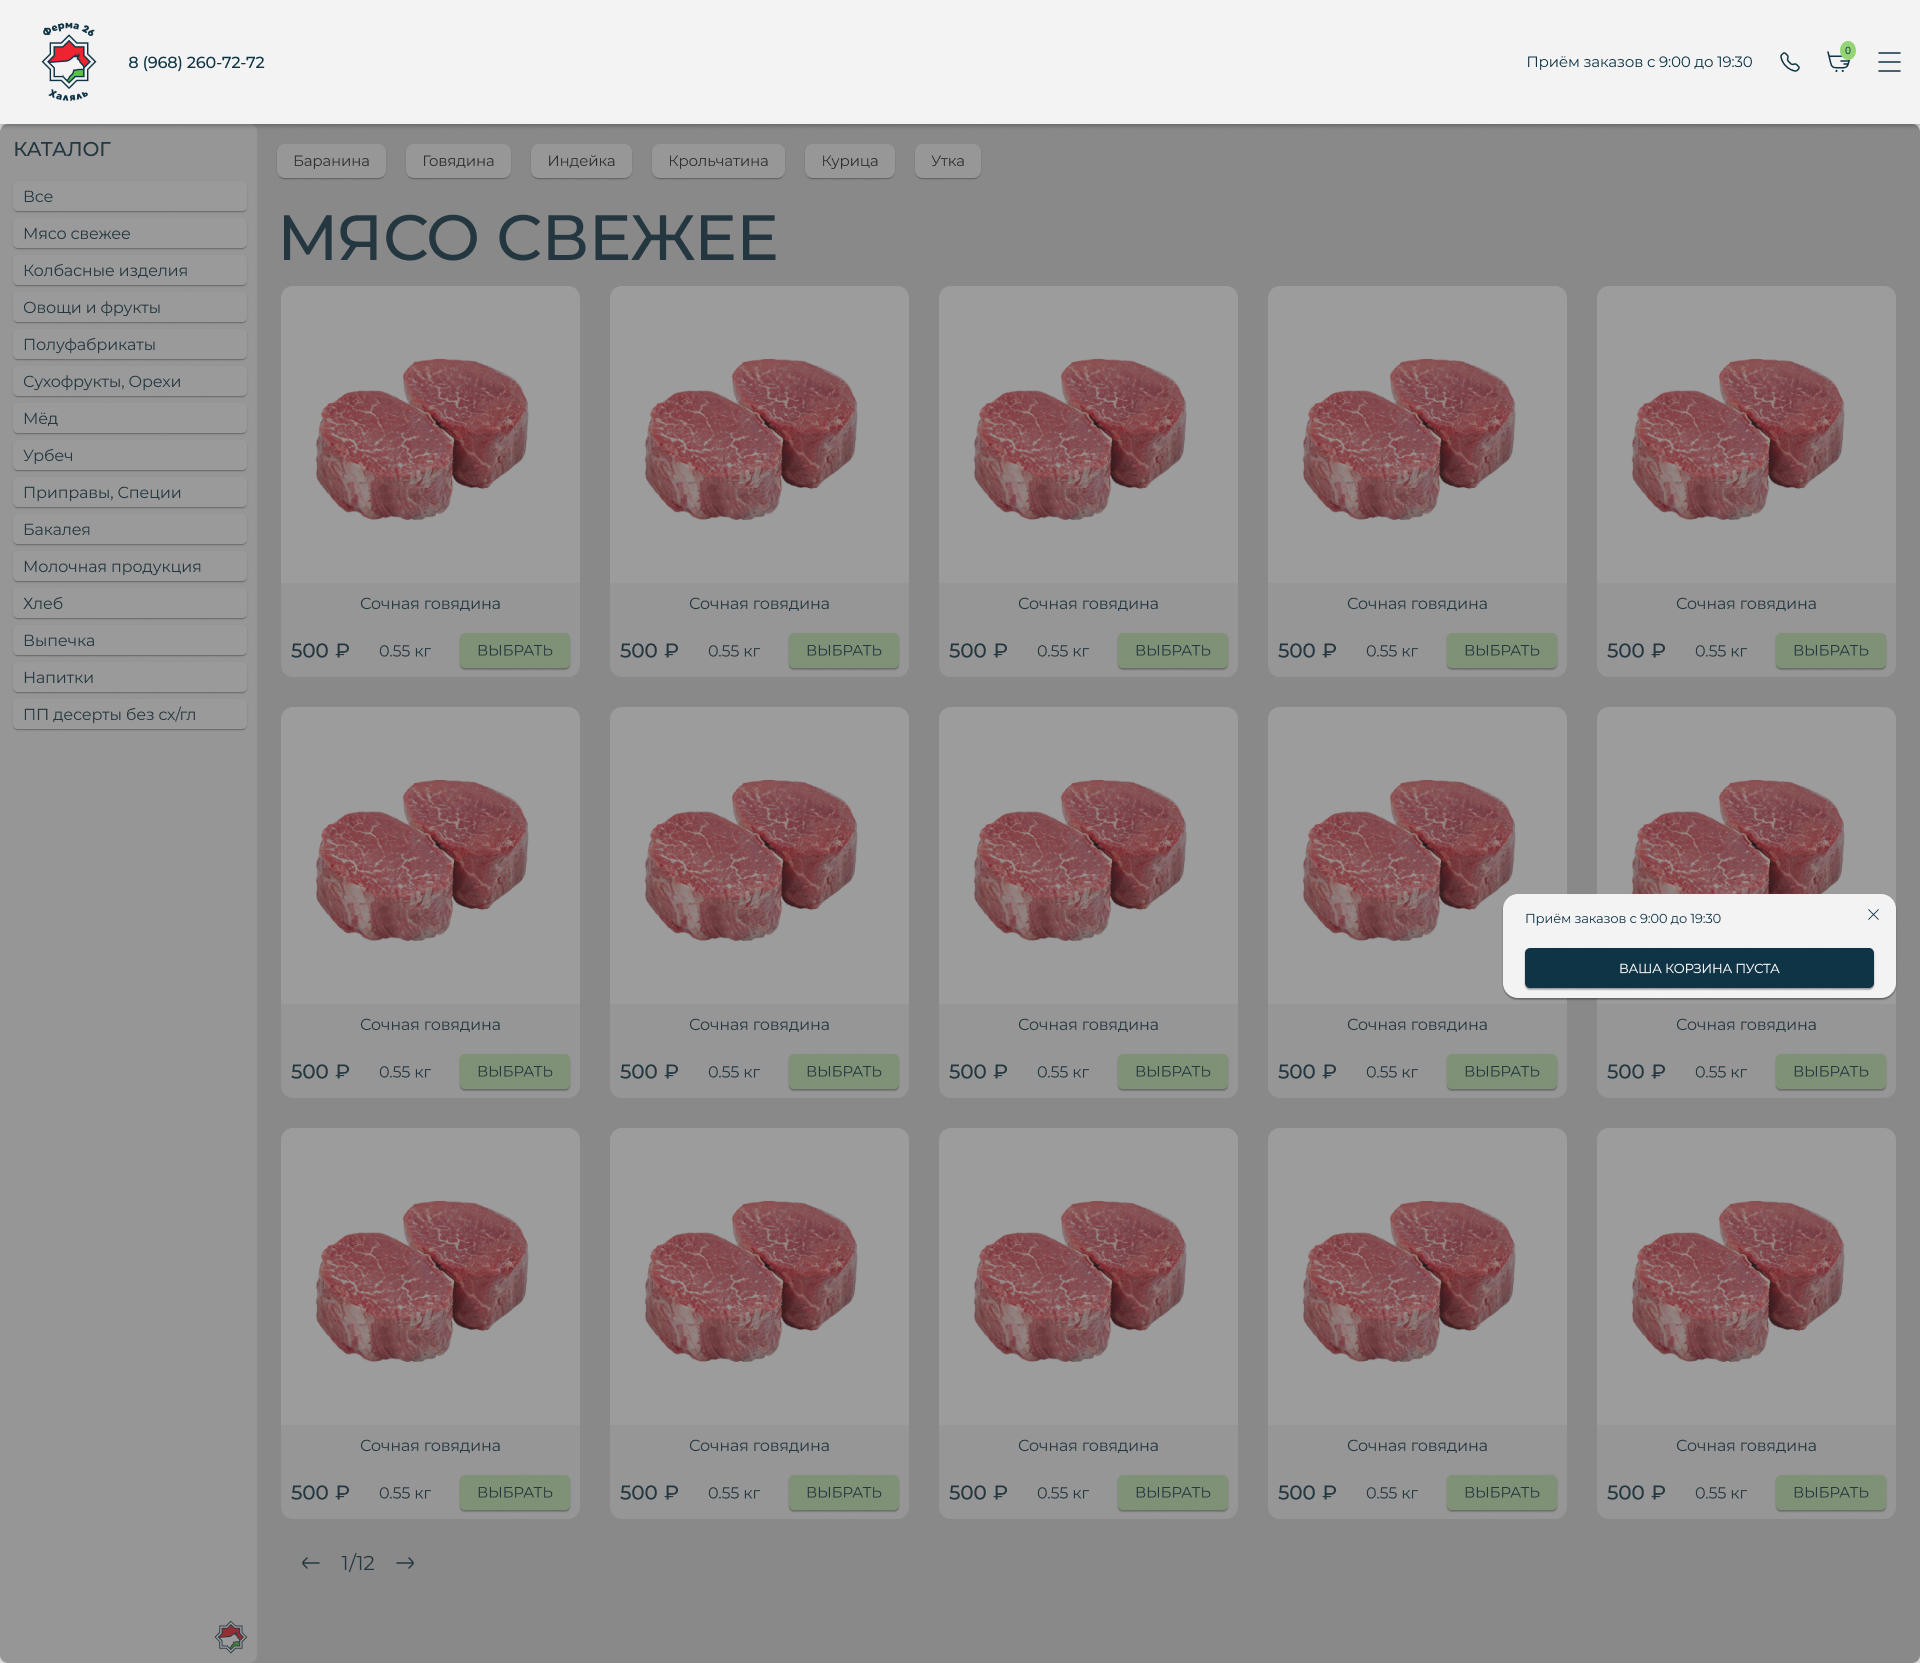 Ферма 26
Халяль
8 (968) 260-72-72
Приём заказов с 9:00 до 19:30
0
КАТАЛОГ
Все
Мясо свежее
Колбасные изделия
Овощи и фрукты
Полуфабрикаты
Сухофрукты, Орехи
Мёд
Урбеч
Приправы, Специи
Бакалея
Молочная продукция
Хлеб
Выпечка
Напитки
ПП десерты без сх/гл
Баранина Говядина Индейка Крольчатина Курица Утка
МЯСО СВЕЖЕЕ
Сочная говядина Сочная говядина Сочная говядина Сочная говядина Сочная говядина
500 ₽ 0.55 кг ВЫБРАТЬ 500 ₽ 0.55 кг ВЫБРАТЬ 500 ₽ 0.55 кг ВЫБРАТЬ 500 ₽ 0.55 кг ВЫБРАТЬ 500 ₽ 0.55 кг ВЫБРАТЬ
Приём заказов с 9:00 до 19:30
ВАША КОРЗИНА ПУСТА
Сочная говядина Сочная говядина Сочная говядина Сочная говядина Сочная говядина
500 ₽ 0.55 кг ВЫБРАТЬ 500 ₽ 0.55 кг ВЫБРАТЬ 500 ₽ 0.55 кг ВЫБРАТЬ 500 ₽ 0.55 кг ВЫБРАТЬ 500 ₽ 0.55 кг ВЫБРАТЬ
Сочная говядина Сочная говядина Сочная говядина Сочная говядина Сочная говядина
500 ₽ 0.55 кг ВЫБРАТЬ 500 ₽ 0.55 кг ВЫБРАТЬ 500 ₽ 0.55 кг ВЫБРАТЬ 500 ₽ 0.55 кг ВЫБРАТЬ 500 ₽ 0.55 кг ВЫБРАТЬ
1/12